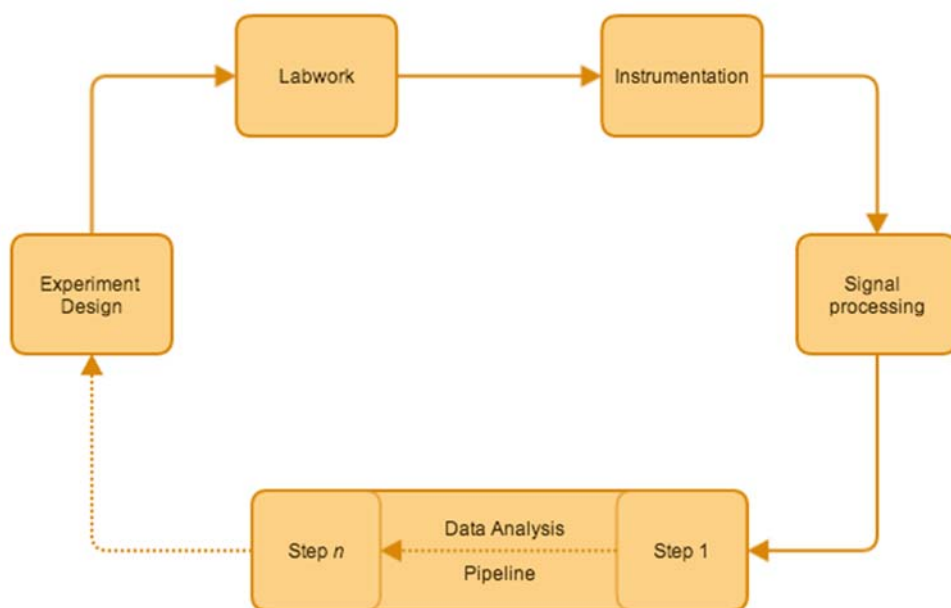 Labwork
Instrumentation
Experiment
Design
Signal
processing
Step n
Data Analysis
Pipeline
Step 1